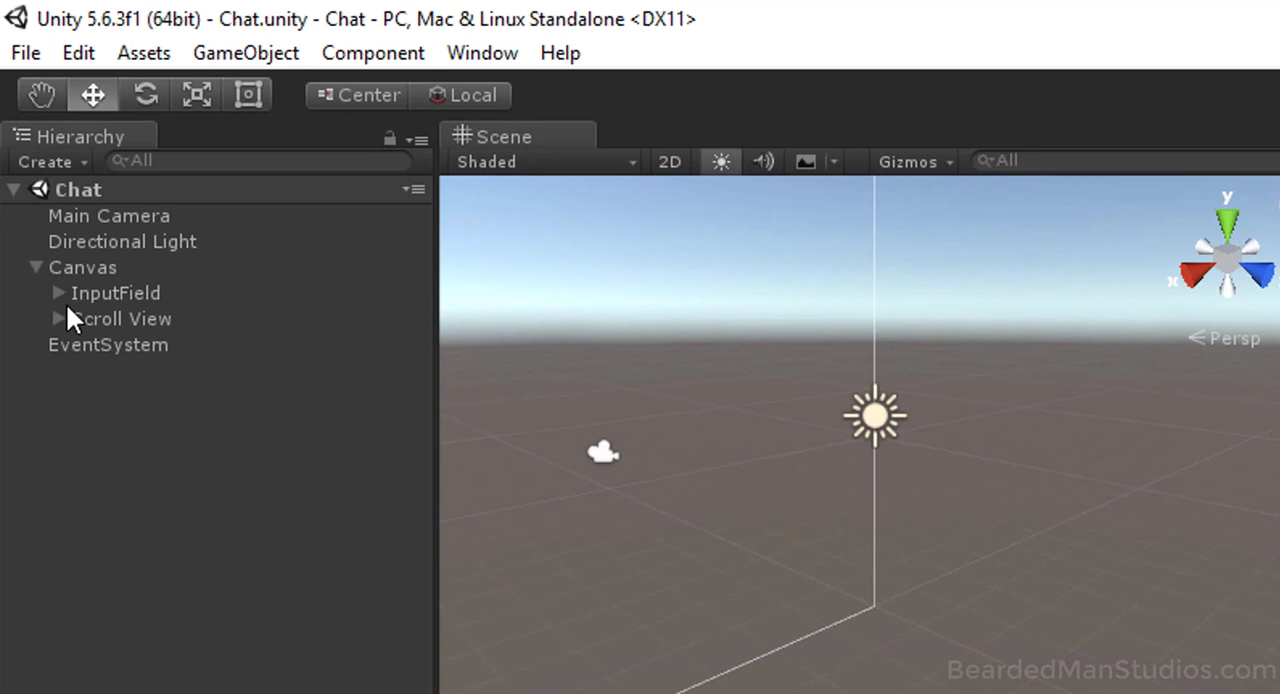 Unity 5.6.3f1 (64bit) - Chat.unity - Chat - PC, Mac & Linux Standalone <DX11>
File Edit Assets GameObject Component Window Help
Center Local
Hierarchy
Create All
Chat
Main Camera
Directional Light
Canvas
InputField
Scroll View
EventSystem
Scene
Shaded 2D Gizmos All
y
x
Persp
BeardedManStudios.com